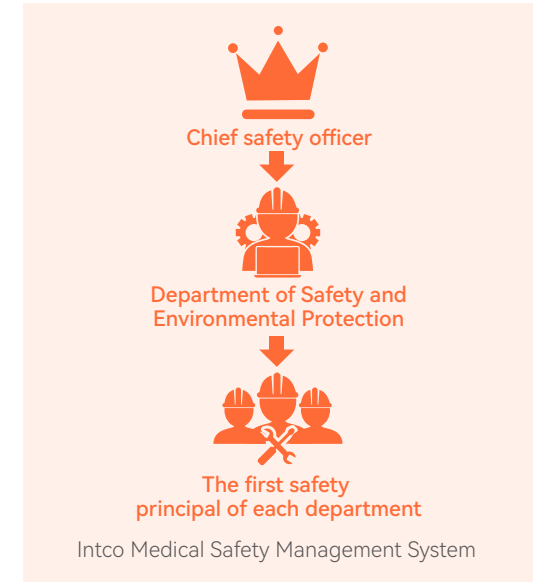 Chief safety officer
Department of Safety and
Environmental Protection
The first safety
principal of each department
Intco Medical Safety Management System